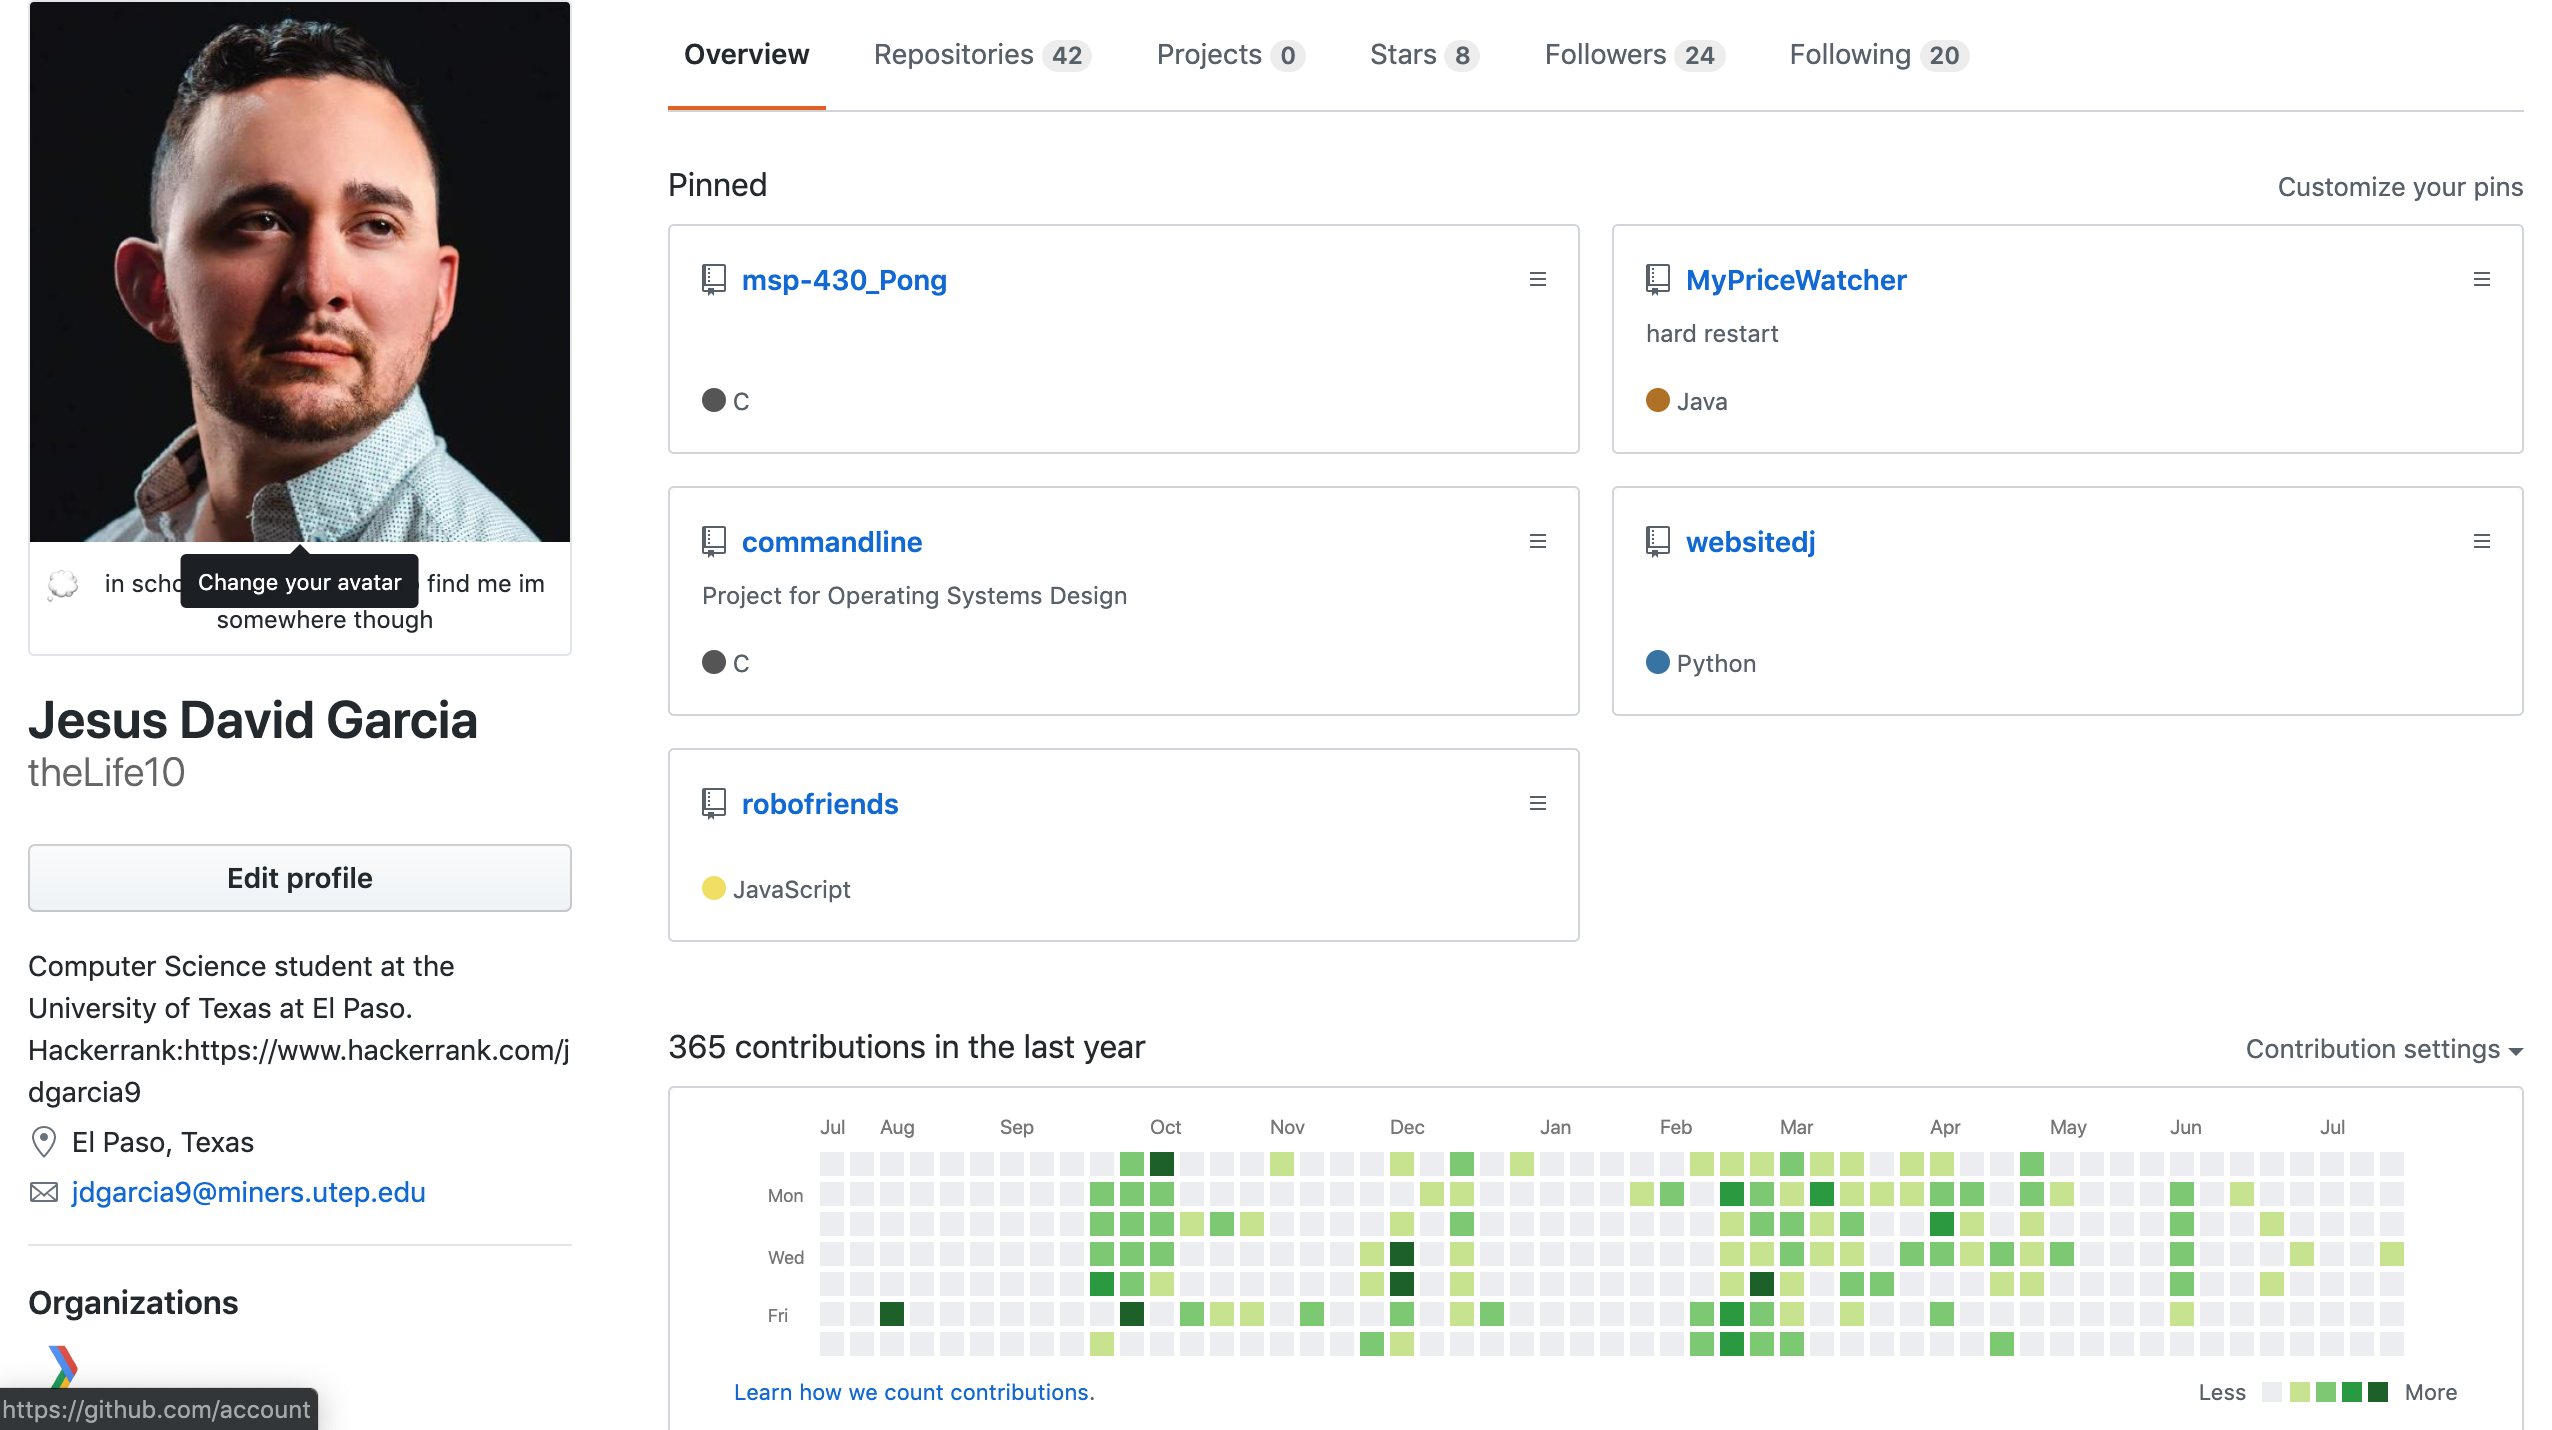 Overview
Repositories 42
Projects 0
Stars 8
Followers 24
Following 20
in scho
Change your avatar
find me im
somewhere though
Jesus David Garcia
theLife10
Edit profile
Computer Science student at the
University of Texas at El Paso.
Hackerrank:https://www.hackerrank.com/j
dgarcia9
El Paso, Texas
jdgarcia9@miners.utep.edu
Organizations
https://github.com/account
Pinned
Customize your pins
msp-430_Pong
C
MyPriceWatcher
hard restart
Java
commandline
Project for Operating Systems Design
C
websitedj
Python
robofriends
JavaScript
365 contributions in the last year
Contribution settings
Jul Aug Sep Oct Nov Dec Jan Feb Mar Apr May Jun Jul
Mon
Wed
Fri
Learn how we count contributions.
Less
More